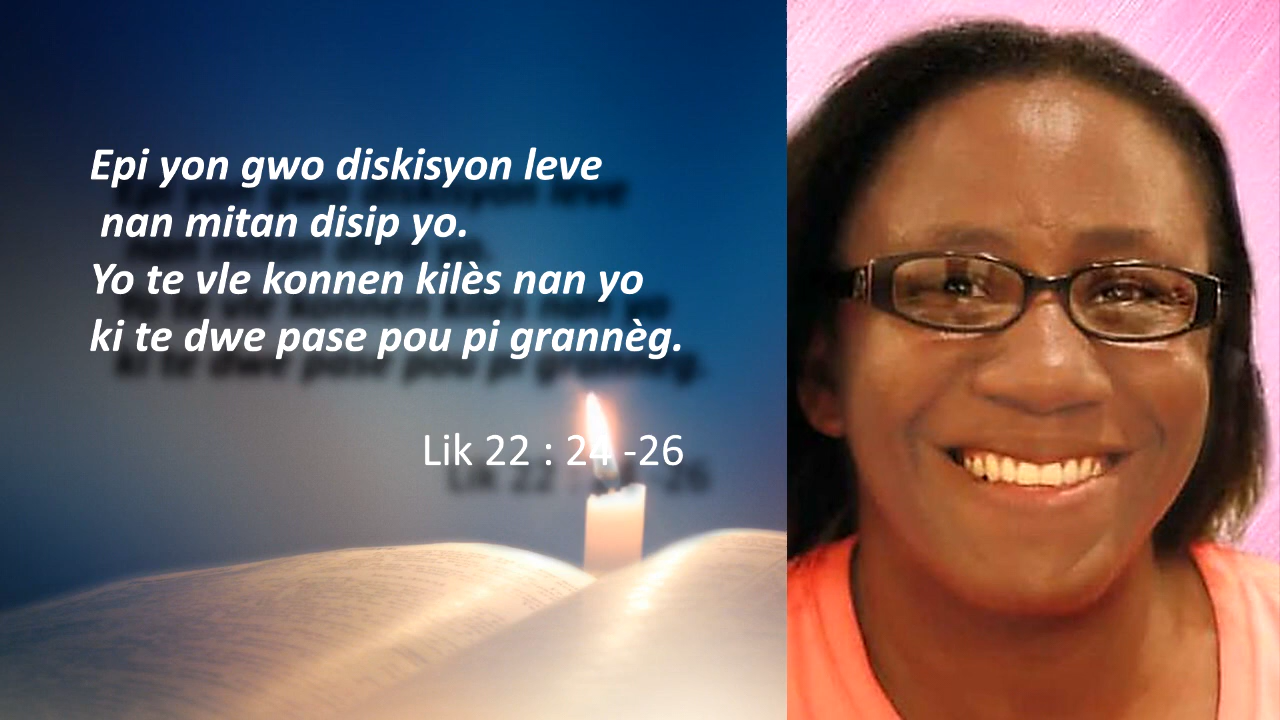 Epi yon gwo diskisyon leve
nan mitan disip yo.
Yo te vle konnen kilès nan yo
ki te dwe pase pou pi grannèg.
Lik 22 : 24 -26